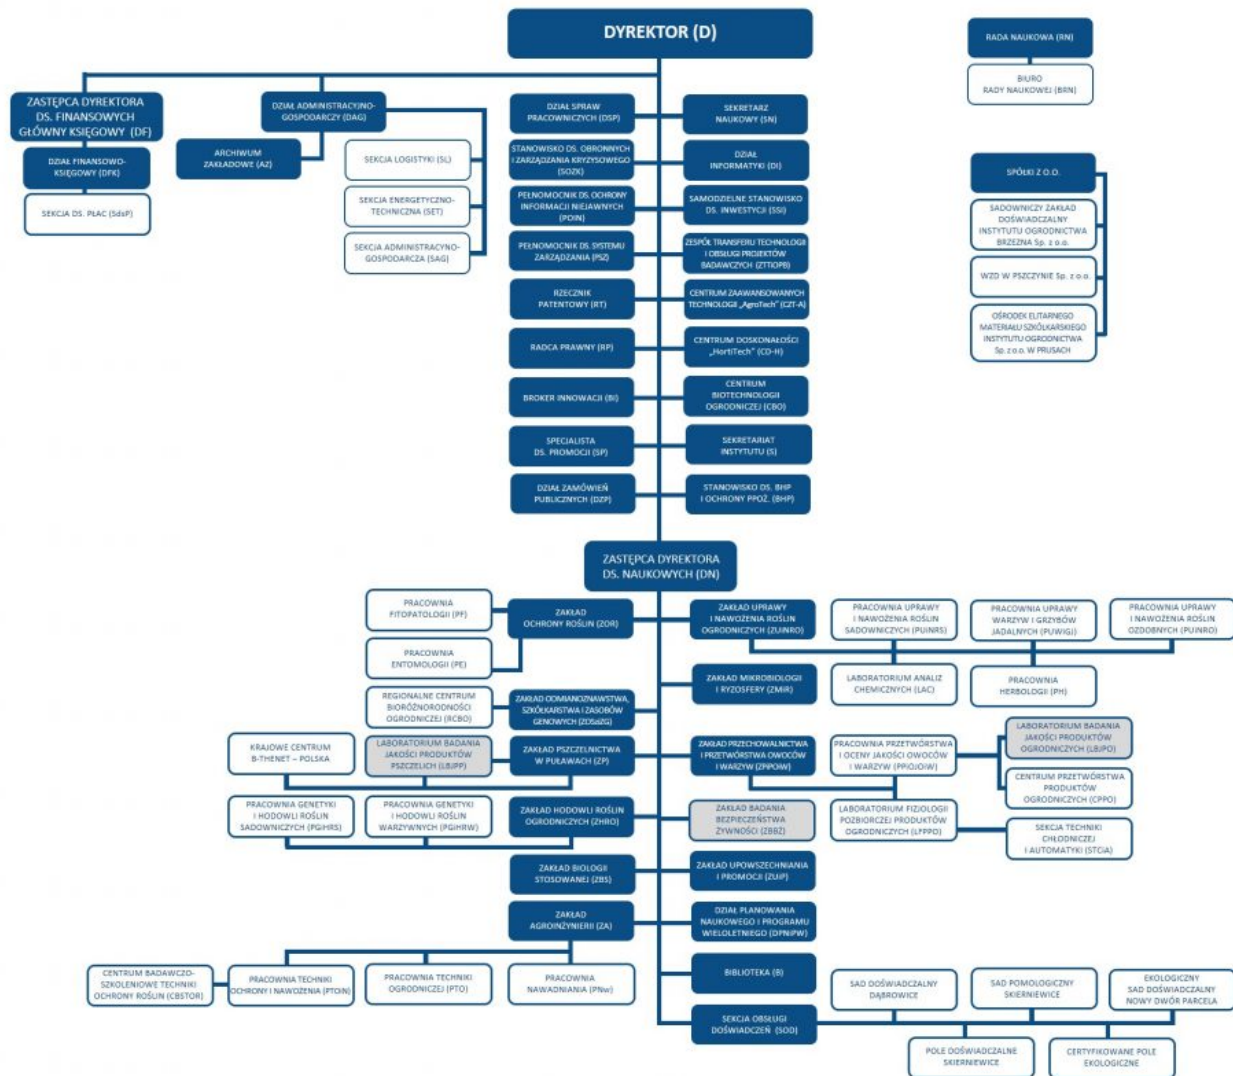 DYREKTOR (D)
RADA NAUKOWA (RN)
BIURO
RADY NAUKOWEJ (BRN)
ZASTĘPCA DYREKTORA
DS. FINANSOWYCH
GŁÓWNY KSIĘGOWY (DF)
DZIAŁ FINANSOWO-
KSIĘGOWY (DFK)
SEKCJA DS. PŁAC (SdsP)
DZIAŁ ADMINISTRACYJNO-
GOSPODARCZY (DAG)
ARCHIWUM
ZAKŁADOWE (AZ)
SEKCJA LOGISTYKI (SL)
SEKCJA ENERGETYCZNO-
TECHNICZNA (SET)
SEKCJA ADMINISTRACYNO-
GOSPODARCZA (SAG)
DZIAŁ SPRAW
PRACOWNICZYCH (DSP)
SEKRETARZ
NAUKOWY (SN)
STANOWISKO DS. OBRONNYCH
I ZARZĄDZANIA KRYZYSOWEGO
(SOZK)
DZIAŁ
INFORMATYKI (DI)
PEŁNOMOCNIK DS. OCHRONY
INFORMACJI NIEJAWNYCH
(POIN)
SAMODZIELNE STANOWISKO
DS. INWESTYCJI (SSI)
PEŁNOMOCNIK DS. SYSTEMU
ZARZĄDZANIA (PSZ)
ZESPÓŁ TRANSFERU TECHNOLOGII
I OBSŁUGI PROJEKTÓW
BADAWCZYCH (ZTTiOPB)
RZECZNIK
PATENTOWY (RT)
CENTRUM ZAAWANSOWANYCH
TECHNOLOGII „AgroTech” (CZT-A)
RADCA PRAWNY (RP)
CENTRUM DOSKONAŁOŚCI
„HortiTech” (CD-H)
BROKER INNOWACJI (BI)
CENTRUM
BIOTECHNOLOGII
OGRODNICZEJ (CBO)
SPECJALISTA
DS. PROMOCJI (SP)
SEKRETARIAT
INSTYTUTU (S)
DZIAŁ ZAMÓWIEŃ
PUBLICZNYCH (DZP)
STANOWISKO DS. BHP
I OCHRONY PPOŻ. (BHP)
SPÓŁKI Z O.O.
SADOWNICZY ZAKŁAD
DOŚWIADCZALNY
INSTYTUTU OGRODNICTWA
BRZEZNA Sp. z o.o.
WZD W PSZCZYNIE Sp. z o.o.
OŚRODEK ELITARNEGO
MATERIAŁU SZKÓŁKARSKIEGO
INSTYTUTU OGRODNICTWA
Sp. z o.o. W PRUSACH
ZASTĘPCA DYREKTORA
DS. NAUKOWYCH (DN)
PRACOWNIA
FITOPATOLOGII (PF)
PRACOWNIA
ENTOMOLOGII (PE)
ZAKŁAD
OCHRONY ROŚLIN (ZOR)
ZAKŁAD UPRAWY
I NAWOŻENIA ROŚLIN
OGRODNICZYCH (ZUiNRO)
PRACOWNIA UPRAWY
I NAWOŻENIA ROŚLIN
SADOWNICZYCH (PUiNRS)
PRACOWNIA UPRAWY
WARZYW I GRZYBÓW
JADALNYCH (PUWiGJ)
PRACOWNIA UPRAWY
I NAWOŻENIA ROŚLIN
OZDOBNYCH (PUiNRO)
LABORATORIUM ANALIZ
CHEMICZNYCH (LAC)
PRACOWNIA
HERBOLOGII (PH)
ZAKŁAD MIKROBIOLOGII
I RYZOSFERY (ZMiR)
REGIONALNE CENTRUM
BIORÓŻNORODNOŚCI
OGRODNICZEJ (RCBO)
ZAKŁAD ODMIANOZNAWSTWA,
SZKÓŁKARSTWA I ZASOBÓW
GENOWYCH (ZOSziZG)
KRAJOWE CENTRUM
B-THENET – POLSKA
LABORATORIUM BADANIA
JAKOŚCI PRODUKTÓW
PSZCZELICH (LBJPP)
ZAKŁAD PSZCZELNICTWA
W PUŁAWACH (ZP)
ZAKŁAD PRZECHOWALNICTWA
I PRZETWÓRSTWA OWOCÓW
I WARZYW (ZPiPOiW)
PRACOWNIA PRZETWÓRSTWA
I OCENY JAKOŚCI OWOCÓW
I WARZYW (PPiOJOiW)
LABORATORIUM BADANIA
JAKOŚCI PRODUKTÓW
OGRODNICZYCH (LBJPO)
CENTRUM PRZETWÓRSTWA
PRODUKTÓW
OGRODNICZYCH (CPPO)
PRACOWNIA GENETYKI
I HODOWLI ROŚLIN
SADOWNICZYCH (PGiHRS)
PRACOWNIA GENETYKI
I HODOWLI ROŚLIN
WARZYWNYCH (PGiHRW)
ZAKŁAD HODOWLI ROŚLIN
OGRODNICZYCH (ZHRO)
ZAKŁAD BADANIA
BEZPIECZEŃSTWA
ŻYWNOŚCI (ZBBŻ)
LABORATORIUM FIZJOLOGII
POZBIORCZEJ PRODUKTÓW
OGRODNICZYCH (LFPPO)
SEKCJA TECHNIKI
CHŁODNICZEJ
I AUTOMATYKI (STCiA)
ZAKŁAD BIOLOGII
STOSOWANEJ (ZBS)
ZAKŁAD UPOWSZECHNIANIA
I PROMOCJI (ZUiP)
ZAKŁAD
AGROINŻYNIERII (ZA)
DZIAŁ PLANOWANIA
NAUKOWEGO I PROGRAMU
WIELOLETNIEGO (DPNiPW)
CENTRUM BADAWCZO-
SZKOLENIOWE TECHNIKI
OCHRONY ROŚLIN (CBSTOR)
PRACOWNIA TECHNIKI
OCHRONY I NAWOŻENIA (PTOiN)
PRACOWNIA TECHNIKI
OGRODNICZEJ (PTO)
PRACOWNIA
NAWADNIANIA (PNw)
BIBLIOTEKA (B)
SEKCJA OBSŁUGI
DOŚWIADCZEŃ (SOD)
SAD DOŚWIADCZALNY
DĄBROWICE
SAD POMOLOGICZNY
SKIERNIEWICE
EKOLOGICZNY
SAD DOŚWIADCZALNY
NOWY DWÓR PARCELA
POLE DOŚWIADCZALNE
SKIERNIEWICE
CERTYFIKOWANE POLE
EKOLOGICZNE